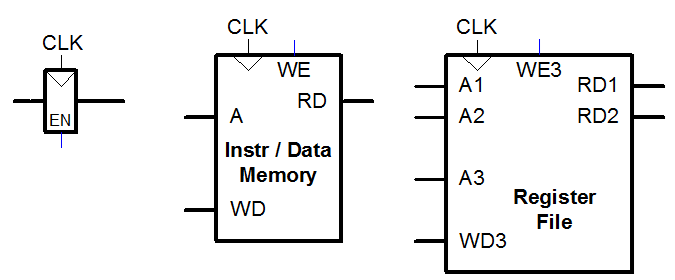 CLK
EN
CLK
WE
RD
A
Instr / Data
Memory
WD
CLK
WE3
A1
RD1
A2
RD2
A3
Register
File
WD3